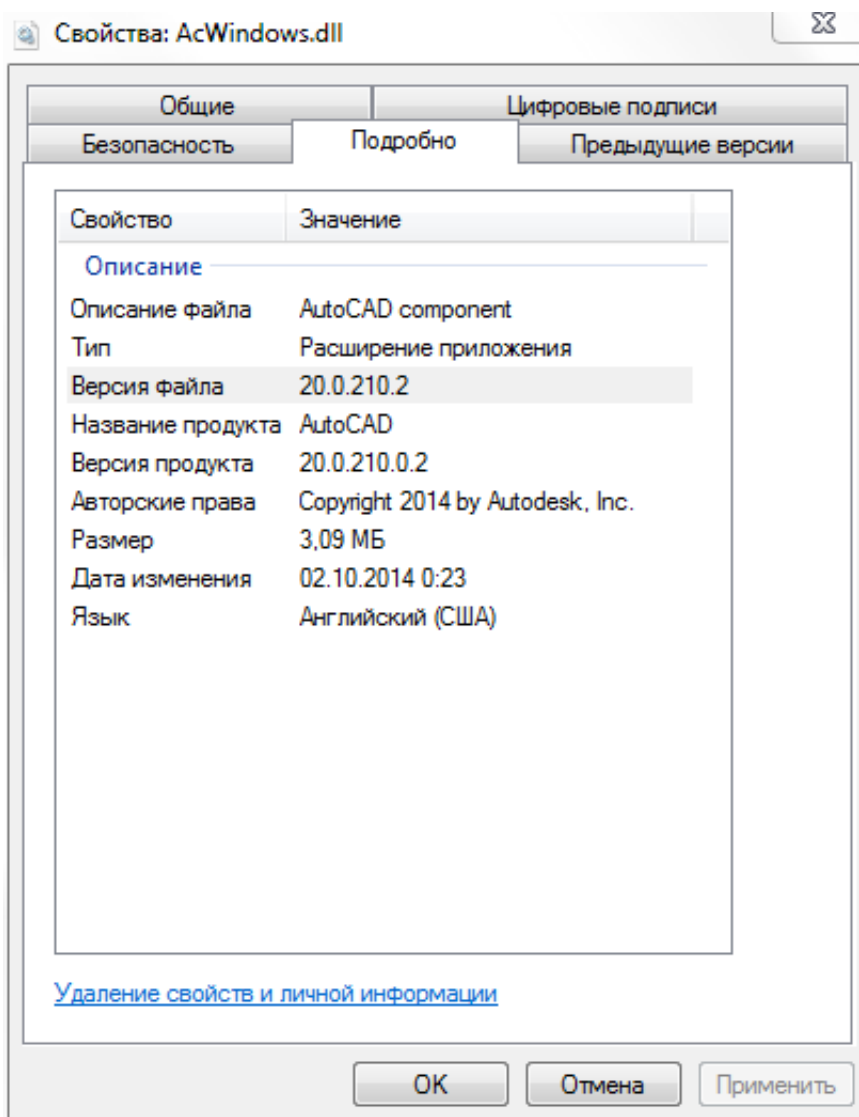 Свойства: AcWindows.dll
Общие Цифровые подписи
Безопасность Подробно Предыдущие версии
Свойство Значение
Описание
Описание файла AutoCAD component
Тип Расширение приложения
Версия файла 20.0.210.2
Название продукта AutoCAD
Версия продукта 20.0.210.0.2
Авторские права Copyright 2014 by Autodesk, Inc.
Размер 3,09 МБ
Дата изменения 02.10.2014 0:23
Язык Английский (США)
Удаление свойств и личной информации
OK Отмена Применить